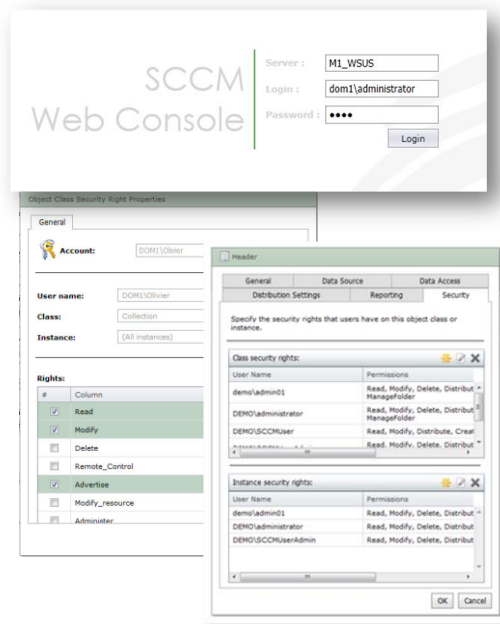 SCCM
Web Console
Server :
M1_WSUS
Login :
dom1\administrator
Password :
••••
Login
Object Class Security Right Properties
General
Account:
DOM1\Olivier
User name:
DOM1\Olivier
Class:
Collection
Instance:
(All instances)
Rights:
# Column
Read
Modify
Delete
Remote_Control
Advertise
Modify_resource
Administer
Header
General Data Source Data Access
Distribution Settings Reporting Security
Specify the security rights that users have on this object class or
instance.
Class security rights:
User Name Permissions
demo\admin01 Read, Modify, Delete, Distribut
ManageFolder
DEMO\administrator Read, Modify, Delete, Distribut
ManageFolder
DEMO\SCCMUser Read, Modify, Distribute, Creat
Read, Modify, Delete, Distribut
Instance security rights:
User Name Permissions
demo\admin01 Read, Modify, Delete, Distribut
DEMO\administrator Read, Modify, Delete, Distribut
DEMO\SCCMUserAdmin Read, Modify, Delete, Distribut
OK Cancel